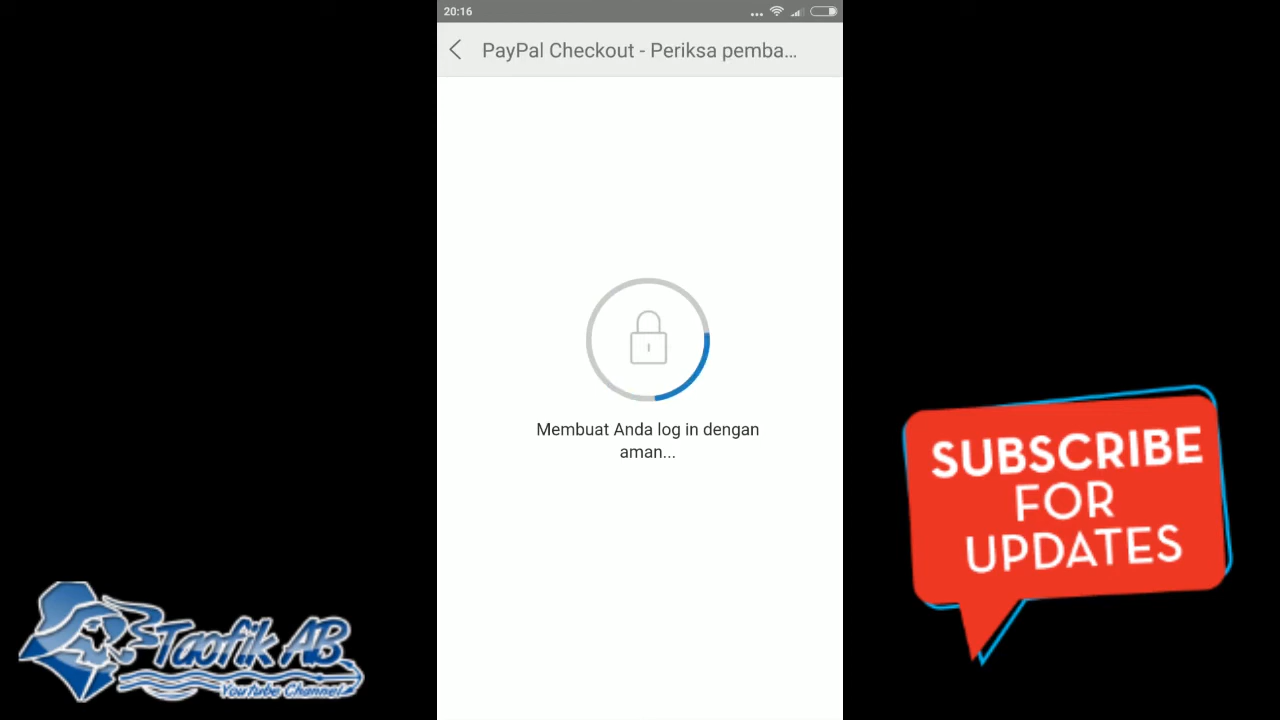 20:16
PayPal Checkout - Periksa pemba...
Membuat Anda log in dengan
aman...
SUBSCRIBE
FOR
UPDATES
Taofik AB
Youtube Channel